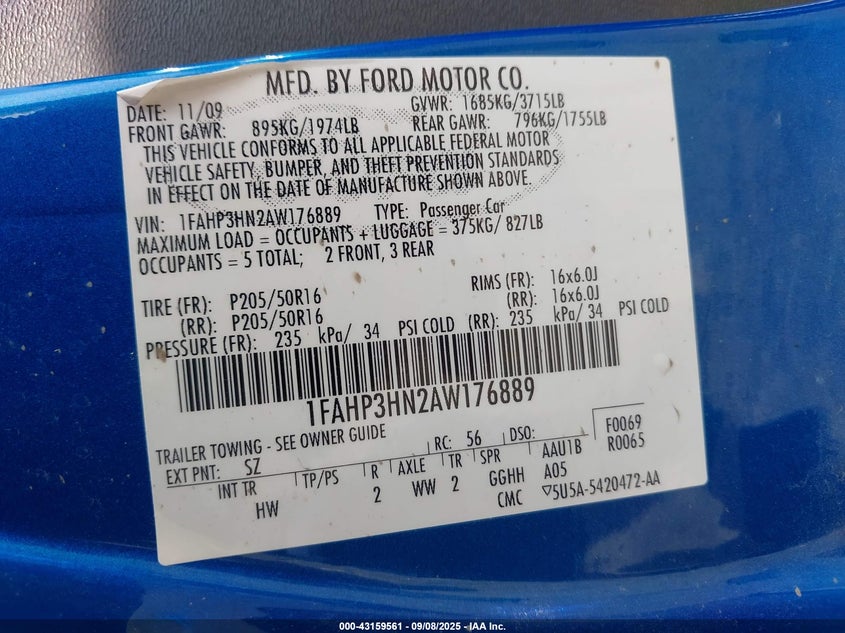 MFD. BY FORD MOTOR CO.
DATE: 11/09 GVWR: 1685KG/3715LB
FRONT GAWR: 895KG/1974LB REAR GAWR: 796KG/1755LB
THIS VEHICLE CONFORMS TO ALL APPLICABLE FEDERAL MOTOR
VEHICLE SAFETY, BUMPER, AND THEFT PREVENTION STANDARDS
IN EFFECT ON THE DATE OF MANUFACTURE SHOWN ABOVE.
VIN: 1FAHP3HN2AW176889 TYPE: Passenger Car
MAXIMUM LOAD = OCCUPANTS + LUGGAGE = 375KG/ 827LB
OCCUPANTS = 5 TOTAL; 2 FRONT, 3 REAR
TIRE (FR): P205/50R16 RIMS (FR): 16x6.0J
(RR): P205/50R16 (RR): 16x6.0J
PRESSURE (FR): 235 kPa/ 34 PSI COLD (RR): 235 kPa/ 34 PSI COLD
1FAHP3HN2AW176889
TRAILER TOWING - SEE OWNER GUIDE RC: 56 DSO: F0069
EXT PNT: SZ R0065
INT TR TP/PS R AXLE TR SPR AAU1B
HW 2 WW 2 GGHH A05
CMC ▽5U5A-5420472-AA
000-43159561 - 09/08/2025 - IAA Inc.